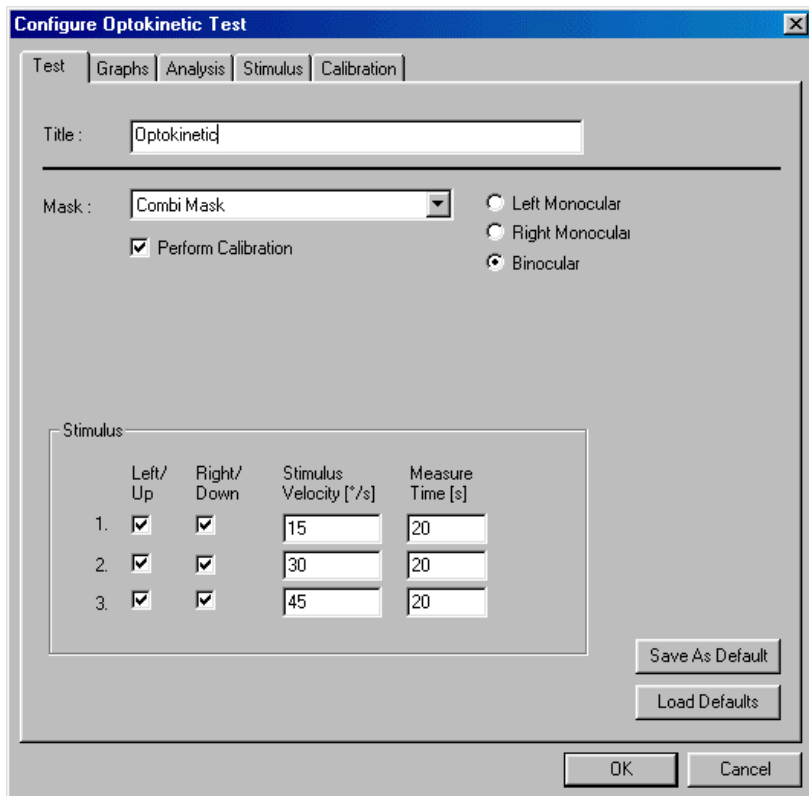 Configure Optokinetic Test
Test Graphs Analysis Stimulus Calibration
Title : Optokinetic
Mask : Combi Mask
Left Monocular
Right Monocular
Perform Calibration
Binocular
Stimulus
Left/ Right/ Stimulus Measure
Up Down Velocity [°/s] Time [s]
1. 15 20
2. 30 20
3. 45 20
Save As Default
Load Defaults
OK Cancel